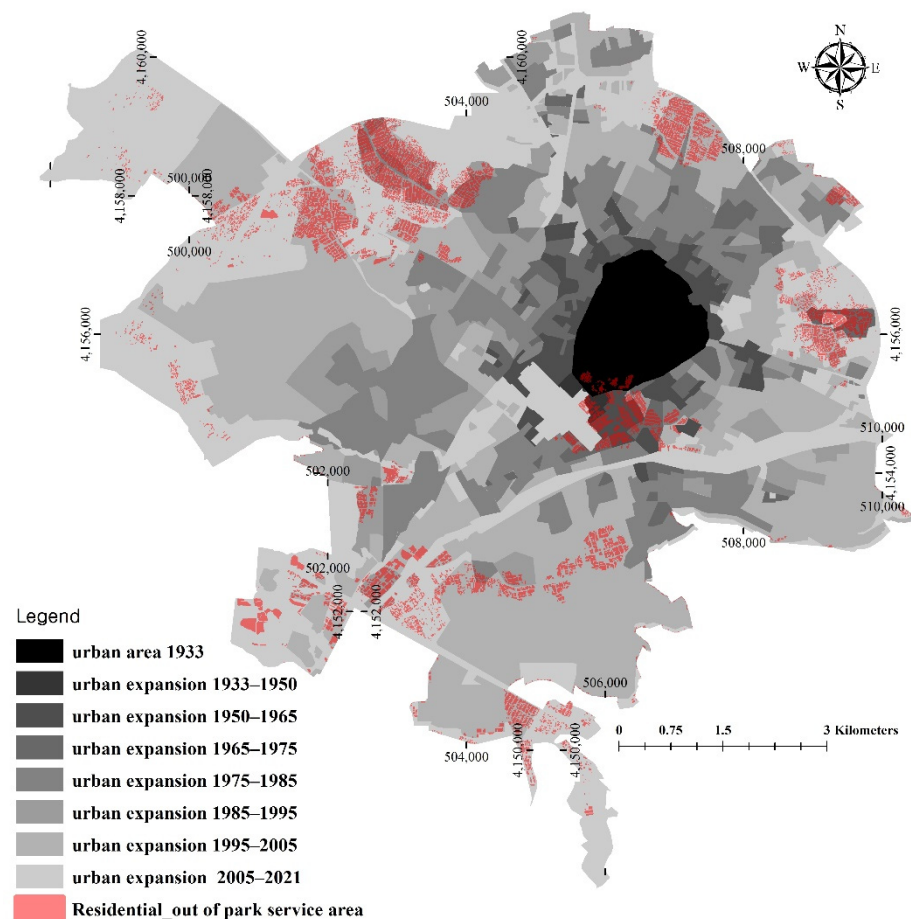 N
W E
S
4,160,000
4,160,000
504,000
508,000
500,000
4,158,000
4,158,000
500,000
4,156,000
4,156,000
510,000
4,154,000
510,000
502,000
508,000
502,000
4,152,000
4,152,000
506,000
504,000
4,150,000
4,150,000
0 0.75 1.5 3 Kilometers
Legend
urban area 1933
urban expansion 1933–1950
urban expansion 1950–1965
urban expansion 1965–1975
urban expansion 1975–1985
urban expansion 1985–1995
urban expansion 1995–2005
urban expansion 2005–2021
Residential_out of park service area